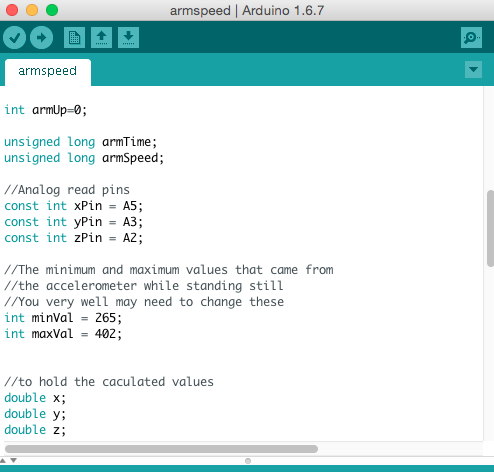 armspeed | Arduino 1.6.7
armspeed
int armUp=0;
unsigned long armTime;
unsigned long armSpeed;
//Analog read pins
const int xPin = A5;
const int yPin = A3;
const int zPin = A2;
//The minimum and maximum values that came from
//the accelerometer while standing still
//You very well may need to change these
int minVal = 265;
int maxVal = 402;
//to hold the caculated values
double x;
double y;
double z;